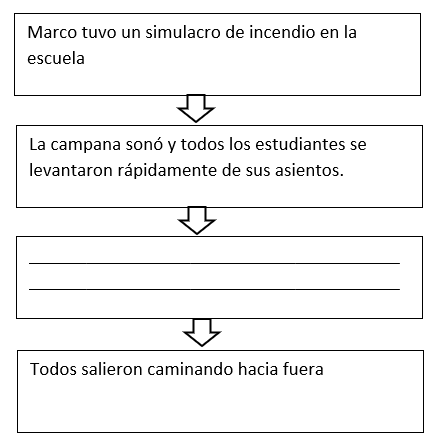 Marco tuvo un simulacro de incendio en la
escuela
La campana sonó y todos los estudiantes se
levantaron rápidamente de sus asientos.
Todos salieron caminando hacia fuera